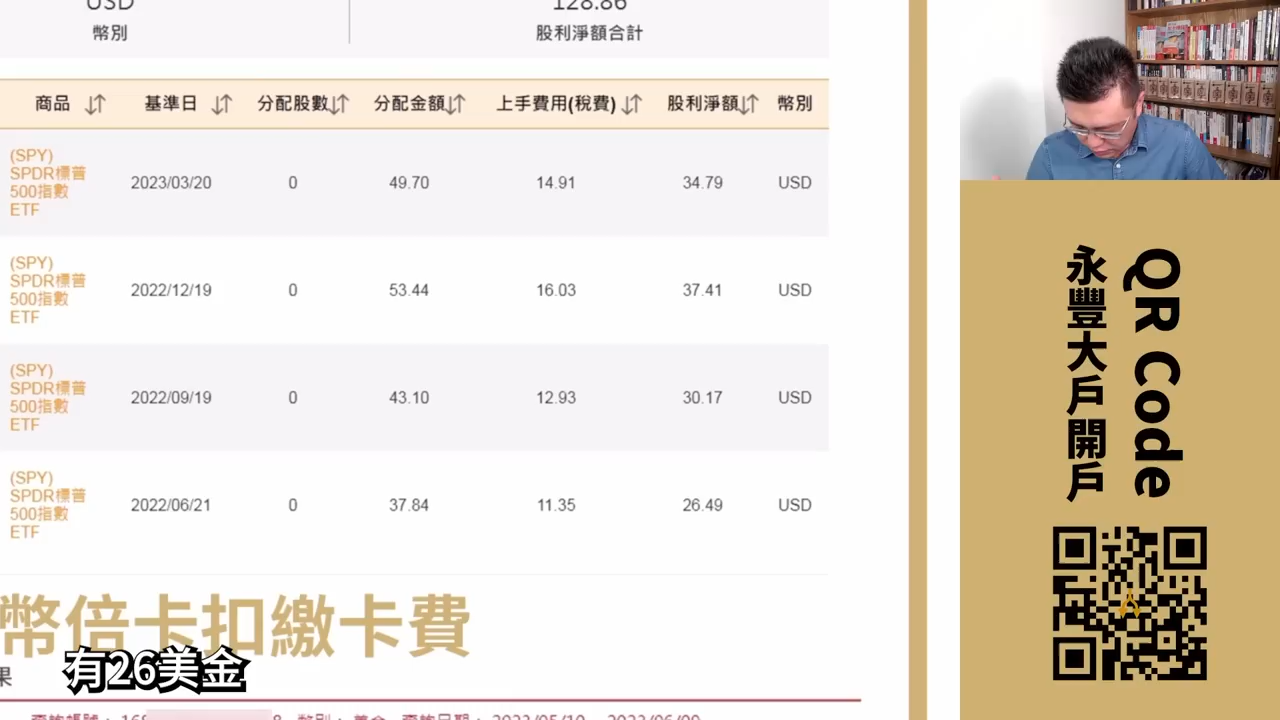 USD
128.86
幣別
股利淨額合計
商品 基準日 分配股數 分配金額 上手費用(稅費) 股利淨額 幣別
(SPY)
SPDR標普
500指數
ETF
2023/03/20 0 49.70 14.91 34.79 USD
(SPY)
SPDR標普
500指數
ETF
2022/12/19 0 53.44 16.03 37.41 USD
(SPY)
SPDR標普
500指數
ETF
2022/09/19 0 43.10 12.93 30.17 USD
(SPY)
SPDR標普
500指數
ETF
2022/06/21 0 37.84 11.35 26.49 USD
幣倍卡扣繳卡費
果
有26美金
QR Code
永豐大戶開戶